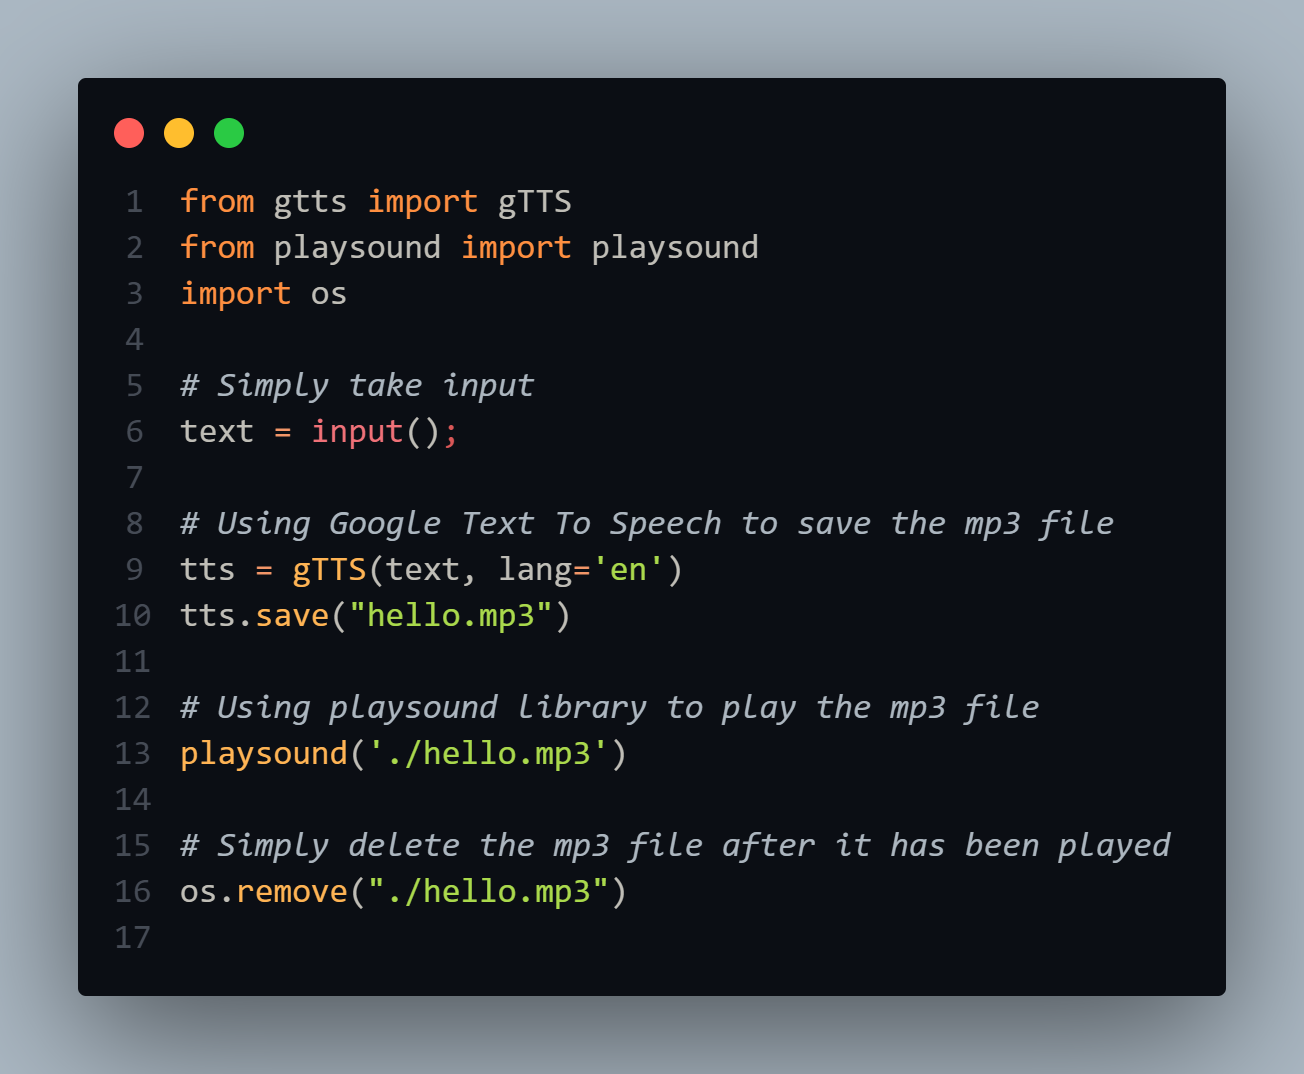 1 from gtts import gTTS
2 from playsound import playsound
3 import os
4
5 # Simply take input
6 text = input();
7
8 # Using Google Text To Speech to save the mp3 file
9 tts = gTTS(text, lang='en')
10 tts.save("hello.mp3")
11
12 # Using playsound library to play the mp3 file
13 playsound('./hello.mp3')
14
15 # Simply delete the mp3 file after it has been played
16 os.remove("./hello.mp3")
17